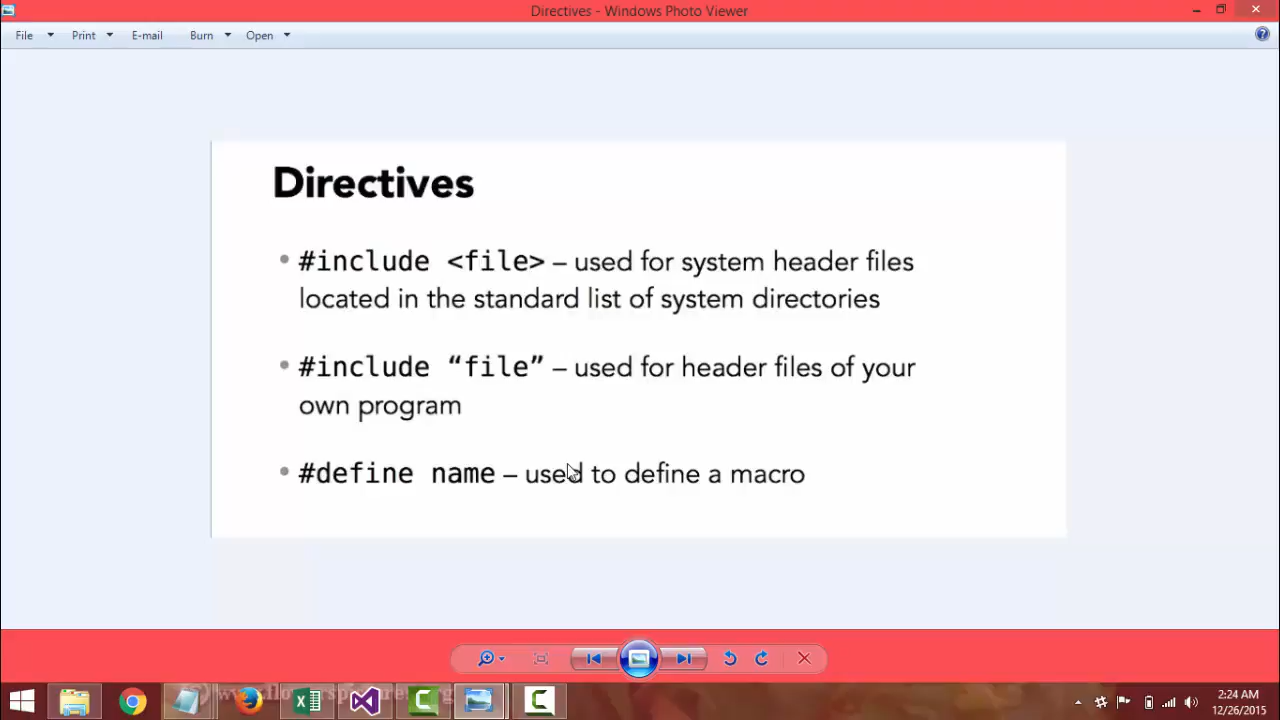 Directives - Windows Photo Viewer
File Print E-mail Burn Open
Directives
• #include <file> – used for system header files
located in the standard list of system directories
• #include “file” – used for header files of your
own program
• #define name – used to define a macro
2:24 AM
12/26/2015